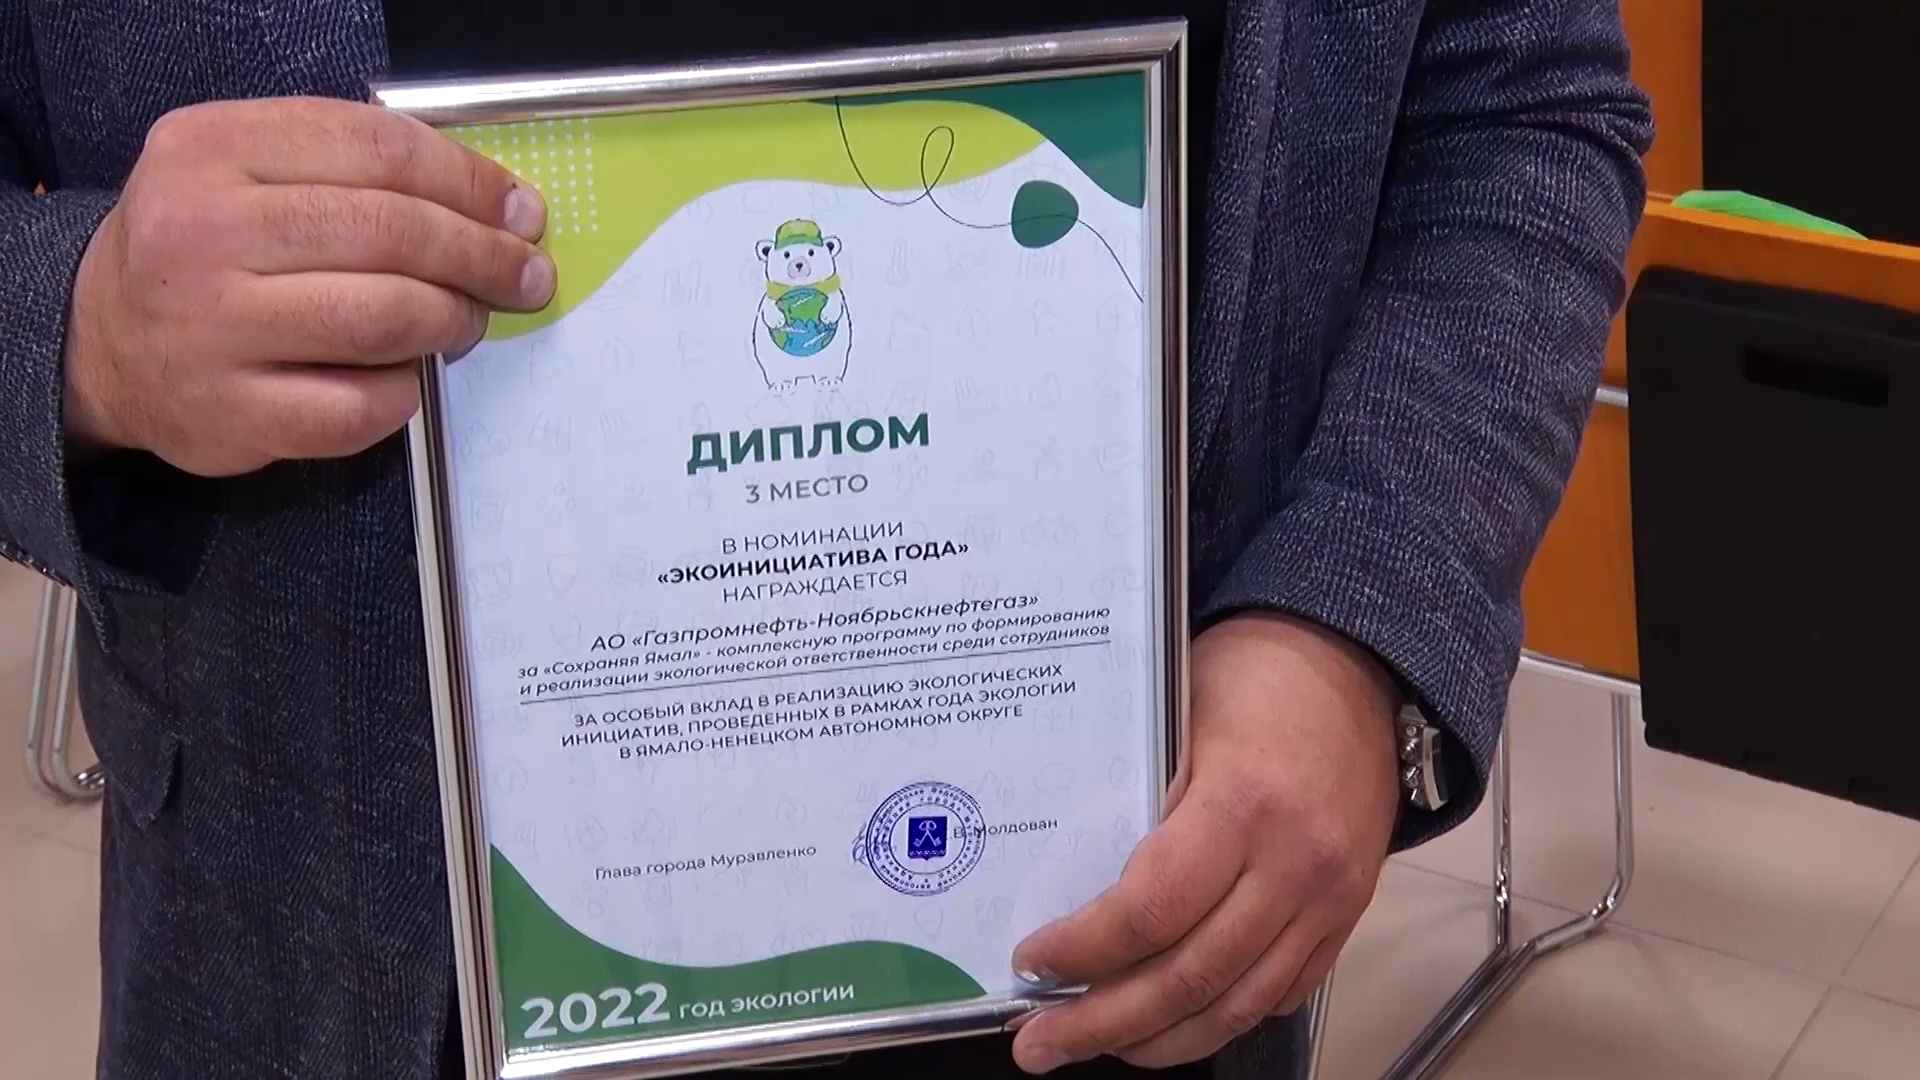 ДИПЛОМ
3 МЕСТО
В НОМИНАЦИИ
«ЭКОИНИЦИАТИВА ГОДА»
НАГРАЖДАЕТСЯ
АО «Газпромнефть-Ноябрьскнефтегаз»
за «Сохраняя Ямал» - комплексную программу по формированию
и реализации экологической ответственности среди сотрудников
ЗА ОСОБЫЙ ВКЛАД В РЕАЛИЗАЦИЮ ЭКОЛОГИЧЕСКИХ
ИНИЦИАТИВ, ПРОВЕДЕННЫХ В РАМКАХ ГОДА ЭКОЛОГИИ
В ЯМАЛО-НЕНЕЦКОМ АВТОНОМНОМ ОКРУГЕ
Глава города Муравленко
Молдован
2022 ГОД ЭКОЛОГИИ